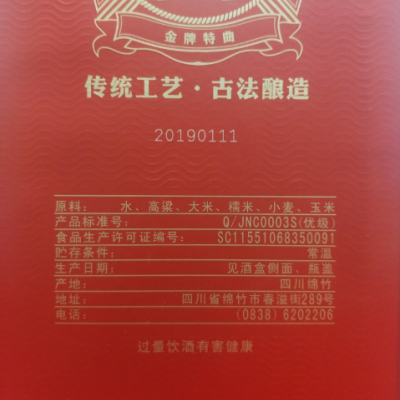 金牌特曲
传统工艺·古法酿造
20190111
原料: 水、高粱、大米、糯米、小麦、玉米
产品标准号: Q/JNC0003S(优级)
食品生产许可证编号: SC11551068350091
贮存条件: 常温
生产日期: 见酒盒侧面、瓶盖
产地: 四川绵竹
地址: 四川省绵竹市春溢街289号
电话: (0838)6202206
过量饮酒有害健康